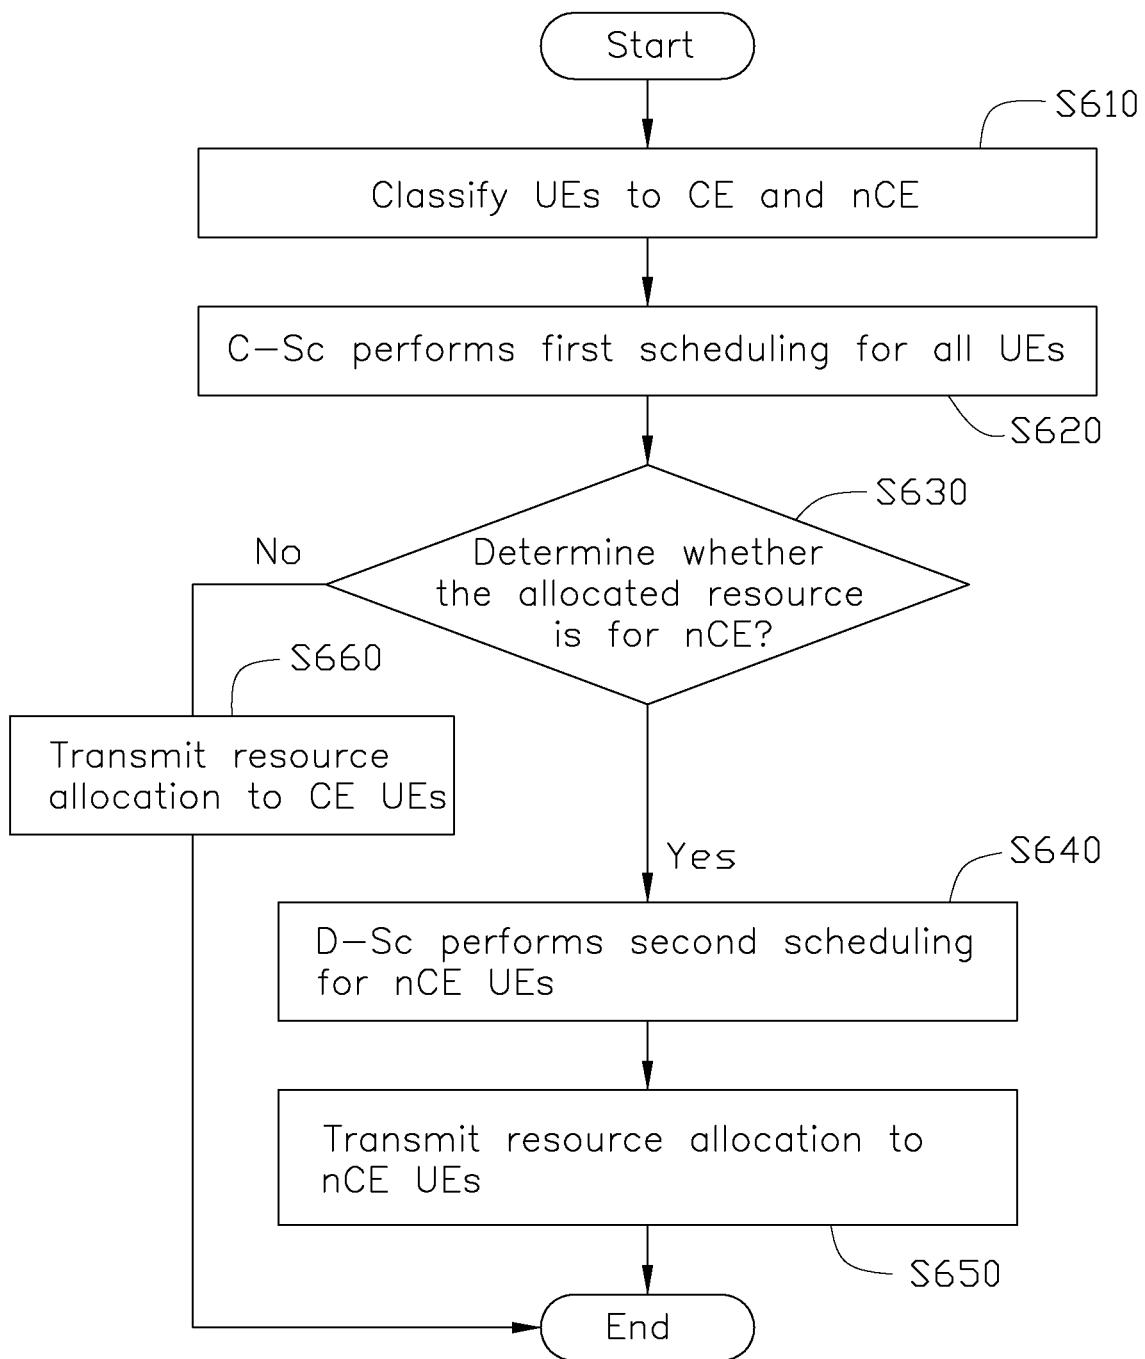 Start
S610
Classify UEs to CE and nCE
C-Sc performs first scheduling for all UEs
S620
S630
Determine whether
the allocated resource
is for nCE?
No
S660
Transmit resource
allocation to CE UEs
Yes
S640
D-Sc performs second scheduling
for nCE UEs
Transmit resource allocation to
nCE UEs
S650
End